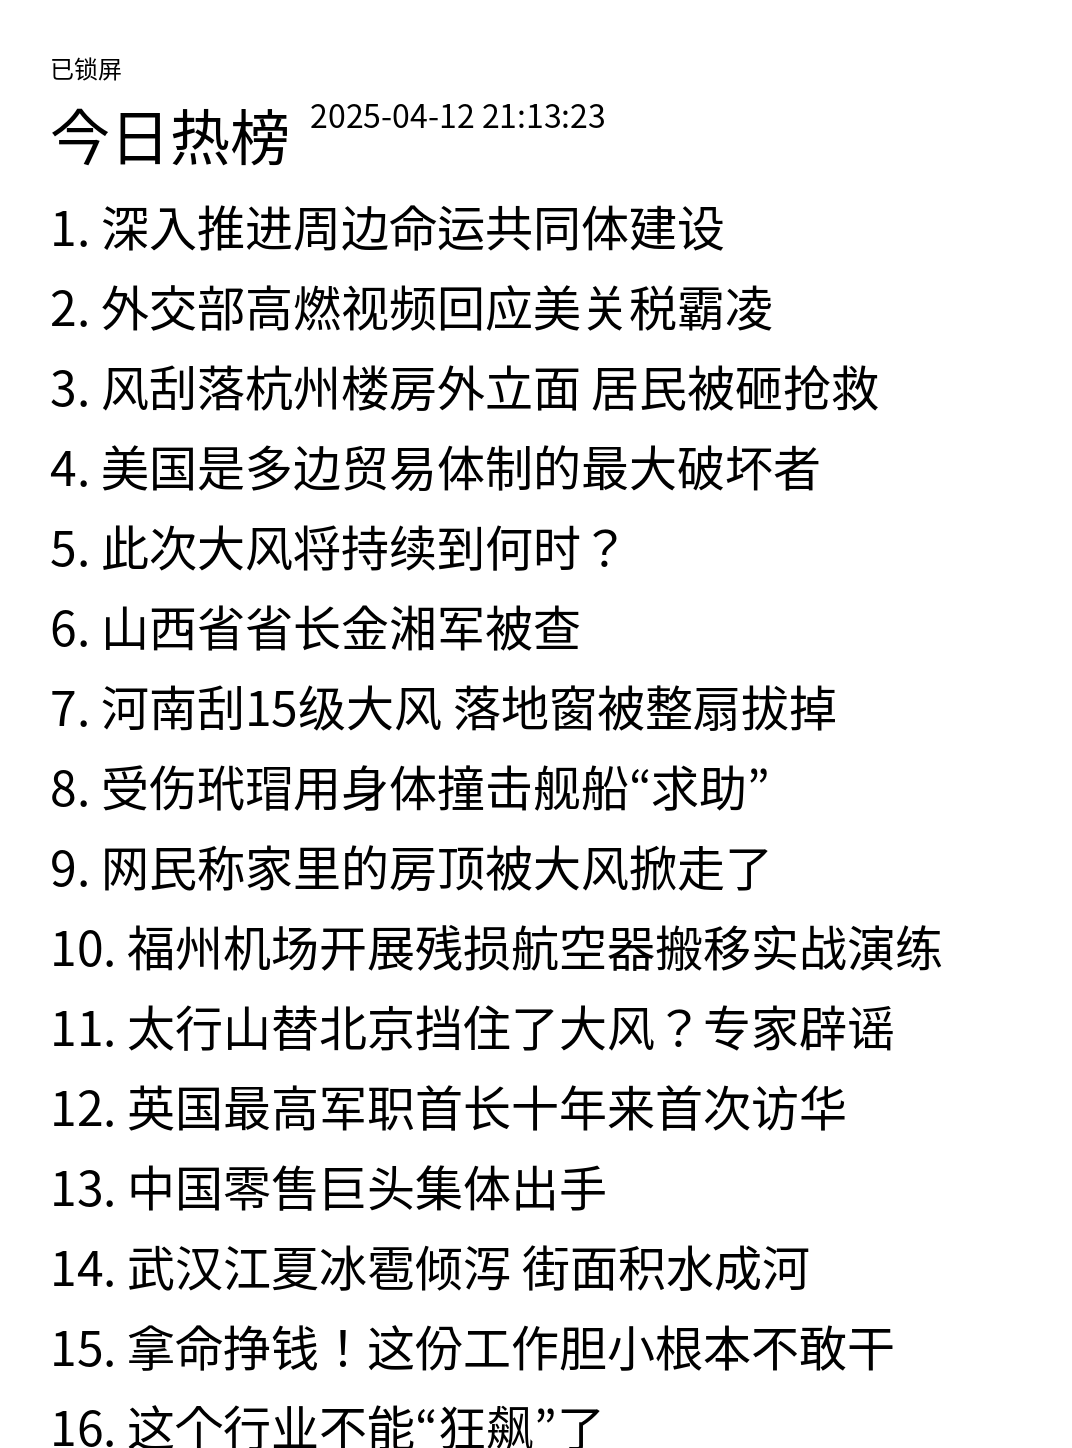 已锁屏
今日热榜 2025-04-12 21:13:23
1. 深入推进周边命运共同体建设
2. 外交部高燃视频回应美关税霸凌
3. 风刮落杭州楼房外立面 居民被砸抢救
4. 美国是多边贸易体制的最大破坏者
5. 此次大风将持续到何时？
6. 山西省省长金湘军被查
7. 河南刮15级大风 落地窗被整扇拔掉
8. 受伤玳瑁用身体撞击舰船“求助”
9. 网民称家里的房顶被大风掀走了
10. 福州机场开展残损航空器搬移实战演练
11. 太行山替北京挡住了大风？专家辟谣
12. 英国最高军职首长十年来首次访华
13. 中国零售巨头集体出手
14. 武汉江夏冰雹倾泻 街面积水成河
15. 拿命挣钱！这份工作胆小根本不敢干
16. 这个行业不能“狂飙”了